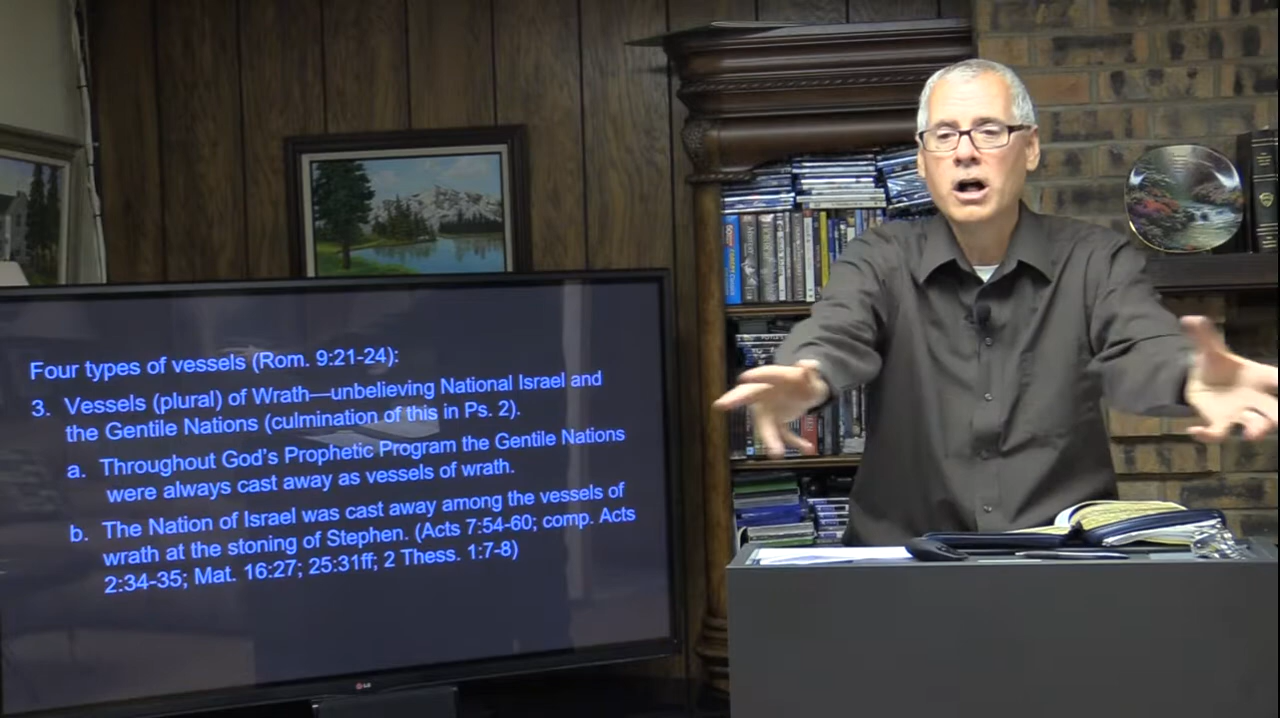 Four types of vessels (Rom. 9:21-24):
3. Vessels (plural) of Wrath—unbelieving National Israel and
the Gentile Nations (culmination of this in Ps. 2).
a. Throughout God's Prophetic Program the Gentile Nations
were always cast away as vessels of wrath.
b. The Nation of Israel was cast away among the vessels of
wrath at the stoning of Stephen. (Acts 7:54-60; comp. Acts
2:34-35; Mat. 16:27; 25:31ff; 2 Thess. 1:7-8)
LG